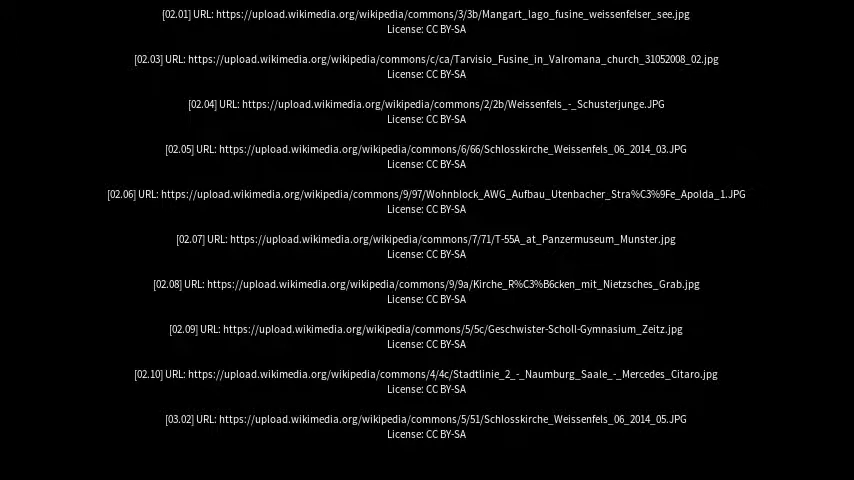 [02.01] URL: https://upload.wikimedia.org/wikipedia/commons/3/3b/Mangart_lago_fusine_weissenfelser_see.jpg
License: CC BY-SA
[02.03] URL: https://upload.wikimedia.org/wikipedia/commons/c/ca/Tarvisio_Fusine_in_Valromana_church_31052008_02.jpg
License: CC BY-SA
[02.04] URL: https://upload.wikimedia.org/wikipedia/commons/2/2b/Weissenfels_-_Schusterjunge.JPG
License: CC BY-SA
[02.05] URL: https://upload.wikimedia.org/wikipedia/commons/6/66/Schlosskirche_Weissenfels_06_2014_03.JPG
License: CC BY-SA
[02.06] URL: https://upload.wikimedia.org/wikipedia/commons/9/97/Wohnblock_AWG_Aufbau_Utenbacher_Stra%C3%9Fe_Apolda_1.JPG
License: CC BY-SA
[02.07] URL: https://upload.wikimedia.org/wikipedia/commons/7/71/T-55A_at_Panzermuseum_Munster.jpg
License: CC BY-SA
[02.08] URL: https://upload.wikimedia.org/wikipedia/commons/9/9a/Kirche_R%C3%B6cken_mit_Nietzsches_Grab.jpg
License: CC BY-SA
[02.09] URL: https://upload.wikimedia.org/wikipedia/commons/5/5c/Geschwister-Scholl-Gymnasium_Zeitz.jpg
License: CC BY-SA
[02.10] URL: https://upload.wikimedia.org/wikipedia/commons/4/4c/Stadtlinie_2_-_Naumburg_Saale_-_Mercedes_Citaro.jpg
License: CC BY-SA
[03.02] URL: https://upload.wikimedia.org/wikipedia/commons/5/51/Schlosskirche_Weissenfels_06_2014_05.JPG
License: CC BY-SA